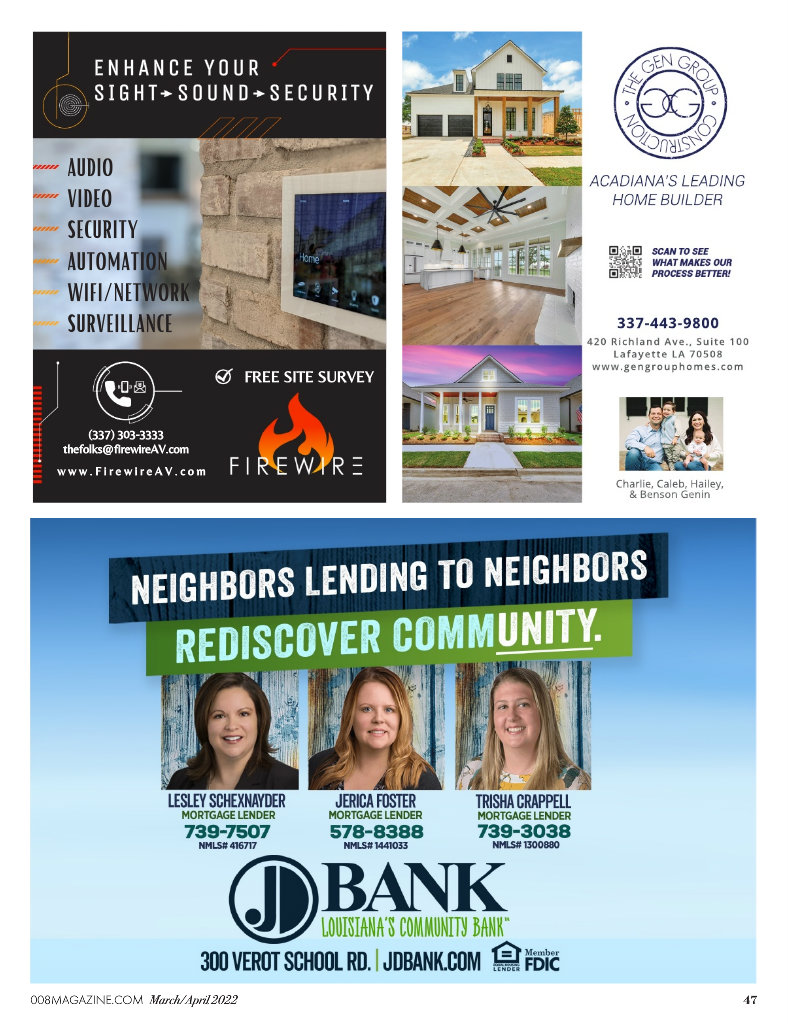 ENHANCE YOUR
SIGHT SOUND SECURITY
AUDIO
VIDEO
SECURITY
AUTOMATION
WIFI/NETWORK
SURVEILLANCE
Home
FREE SITE SURVEY
(337) 303-3333
thefolks@firewireAV.com
www.FirewireAV.com
FIREWIRE
THE GEN GROUP
GG
CONSTRUCTION
ACADIANA'S LEADING
HOME BUILDER
SCAN TO SEE
WHAT MAKES OUR
PROCESS BETTER!
337-443-9800
420 Richland Ave., Suite 100
Lafayette LA 70508
www.gengrouphomes.com
Charlie, Caleb, Hailey,
& Benson Genin
NEIGHBORS LENDING TO NEIGHBORS
REDISCOVER COMMUNITY.
LESLEY SCHEXNAYDER
MORTGAGE LENDER
739-7507
NMLS# 416717
JERICA FOSTER
MORTGAGE LENDER
578-8388
NMLS# 1441033
TRISHA CRAPPELL
MORTGAGE LENDER
739-3038
NMLS# 1300880
JD BANK
LOUISIANA'S COMMUNITY BANK™
300 VEROT SCHOOL RD. | JDBANK.COM
EQUAL HOUSING
LENDER
Member
FDIC
008MAGAZINE.COM March/April 2022
47